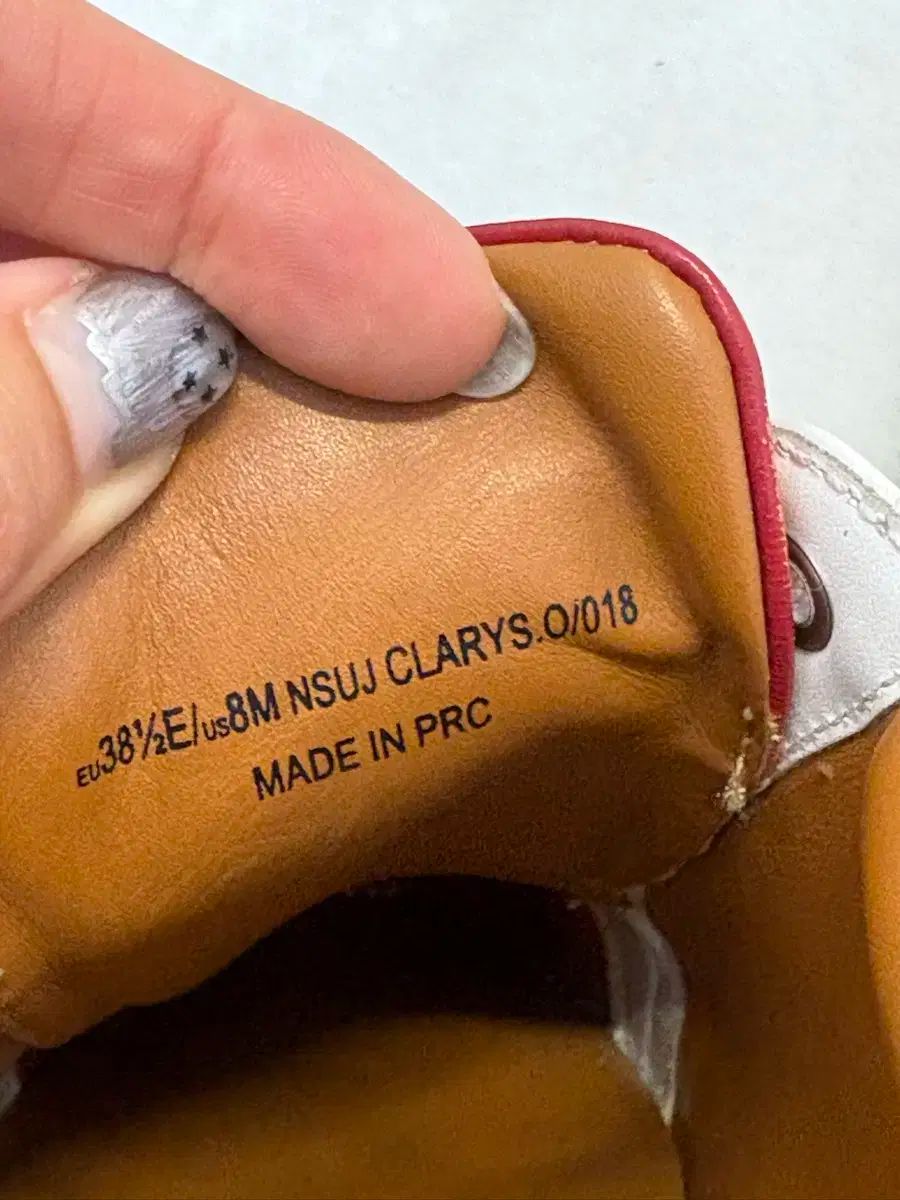 EU38½E/US8M NSUJ CLARYS.O/018
MADE IN PRC